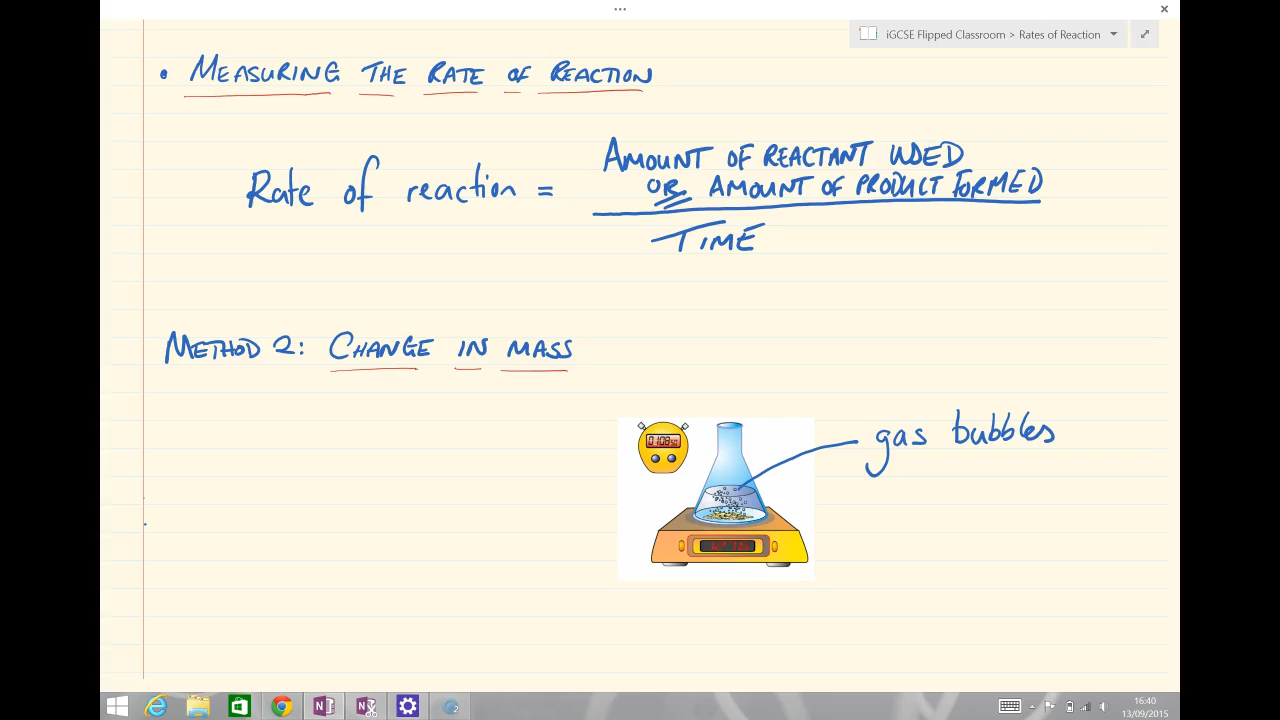 iGCSE Flipped Classroom > Rates of Reaction
• MEASURING THE RATE OF REACTION
AMOUNT OF REACTANT USED
Rate of reaction =
OR AMOUNT OF PRODUCT FORMED
TIME
METHOD 2: CHANGE IN MASS
gas bubbles
16:40
13/09/2015